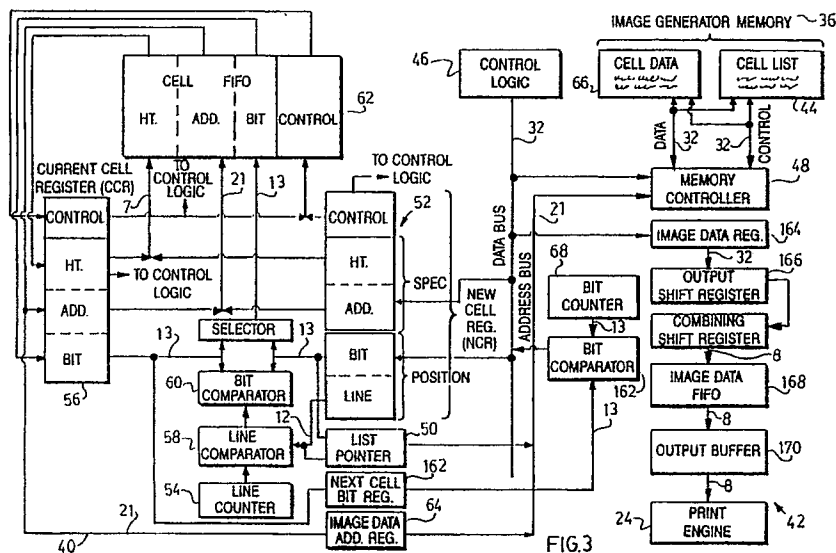 IMAGE GENERATOR MEMORY 36
CELL DATA
CELL LIST
66
44
46
CONTROL LOGIC
32
DATA
32
32
CONTROL
CELL FIFO
HT. ADD. BIT CONTROL
62
CURRENT CELL REGISTER (CCR)
7
TO CONTROL LOGIC
21
13
TO CONTROL LOGIC
52
CONTROL
HT.
ADD.
BIT
56
TO CONTROL LOGIC
CONTROL
HT.
ADD.
BIT
LINE
SPEC
POSITION
NEW CELL REG. (NCR)
DATA BUS
ADDRESS BUS
21
MEMORY CONTROLLER
48
IMAGE DATA REG.
164
32
OUTPUT SHIFT REGISTER
166
COMBINING SHIFT REGISTER
8
IMAGE DATA FIFO
168
8
OUTPUT BUFFER
170
8
PRINT ENGINE
24
42
68
BIT COUNTER
13
BIT COMPARATOR
162
13
SELECTOR
13
13
60
BIT COMPARATOR
12
58
LINE COMPARATOR
54
LINE COUNTER
LIST POINTER
50
162
NEXT CELL BIT REG.
64
IMAGE DATA ADD. REG.
21
40
FIG.3